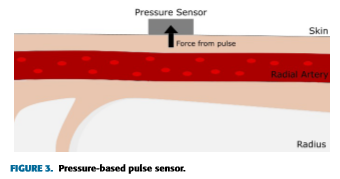 Pressure Sensor
Skin
Force from pulse
Radial Artery
Radius
FIGURE 3. Pressure-based pulse sensor.